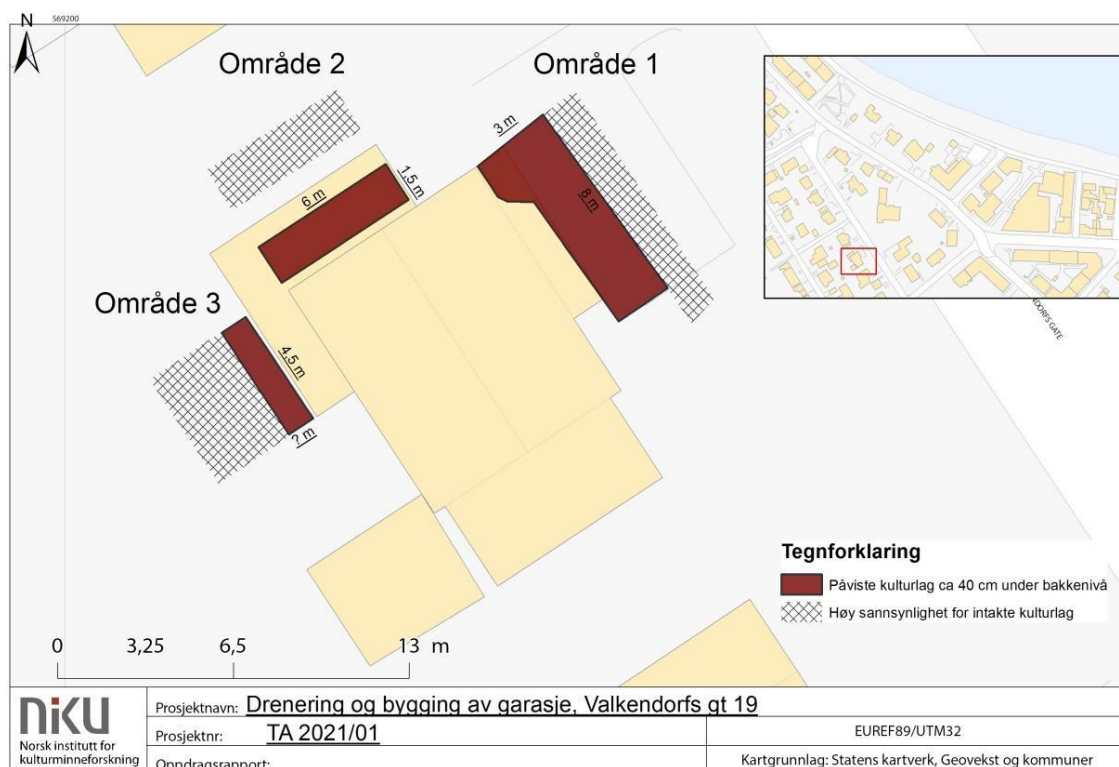 N
569200
Område 2
Område 1
3 m
8 m
6 m
1,5 m
Område 3
4,5 m
? m
NDORFS GATE
Tegnforklaring
Påviste kulturlag ca 40 cm under bakkenivå
Høy sannsynlighet for intakte kulturlag
0 3,25 6,5 13 m
niku
Norsk institutt for
kulturminneforskning
Prosjektnavn: Drenering og bygging av garasje, Valkendorfs gt 19
Prosjektnr: TA 2021/01
EUREF89/UTM32
Oppdragsrapport:
Kartgrunnlag: Statens kartverk, Geovekst og kommuner